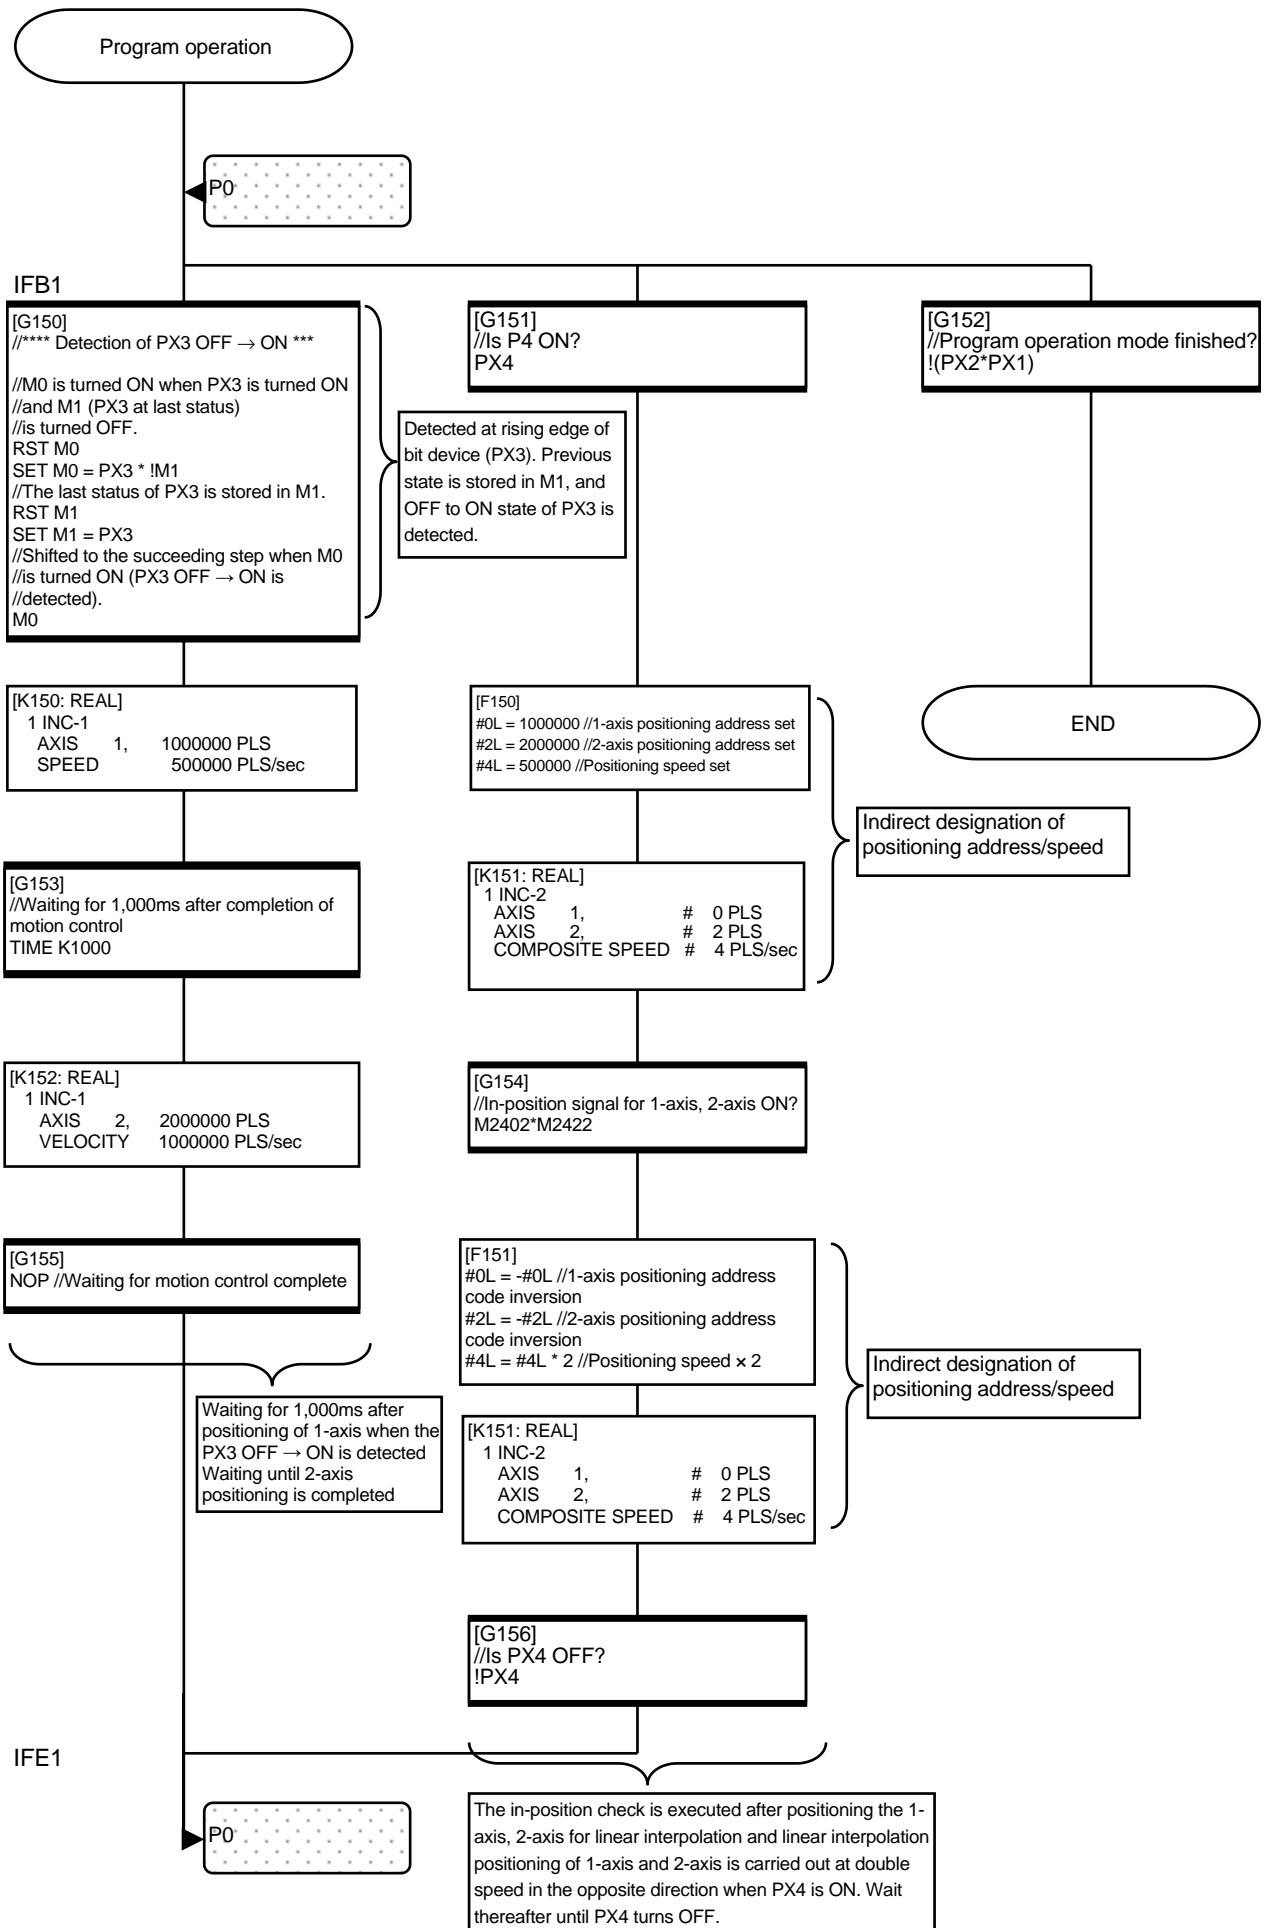 Program operation
P0
IFB1
[G150]
//**** Detection of PX3 OFF → ON ***
//M0 is turned ON when PX3 is turned ON
//and M1 (PX3 at last status)
//is turned OFF.
RST M0
SET M0 = PX3 * !M1
//The last status of PX3 is stored in M1.
RST M1
SET M1 = PX3
//Shifted to the succeeding step when M0
//is turned ON (PX3 OFF → ON is
//detected).
M0
Detected at rising edge of
bit device (PX3). Previous
state is stored in M1, and
OFF to ON state of PX3 is
detected.
[G151]
//Is P4 ON?
PX4
[G152]
//Program operation mode finished?
!(PX2*PX1)
[K150: REAL]
1 INC-1
AXIS 1, 1000000 PLS
SPEED 500000 PLS/sec
[F150]
#0L = 1000000 //1-axis positioning address set
#2L = 2000000 //2-axis positioning address set
#4L = 500000 //Positioning speed set
END
Indirect designation of
positioning address/speed
[G153]
//Waiting for 1,000ms after completion of
motion control
TIME K1000
[K151: REAL]
1 INC-2
AXIS 1, # 0 PLS
AXIS 2, # 2 PLS
COMPOSITE SPEED # 4 PLS/sec
[K152: REAL]
1 INC-1
AXIS 2, 2000000 PLS
VELOCITY 1000000 PLS/sec
[G154]
//In-position signal for 1-axis, 2-axis ON?
M2402*M2422
[G155]
NOP //Waiting for motion control complete
[F151]
#0L = -#0L //1-axis positioning address
code inversion
#2L = -#2L //2-axis positioning address
code inversion
#4L = #4L * 2 //Positioning speed × 2
Indirect designation of
positioning address/speed
Waiting for 1,000ms after
positioning of 1-axis when the
PX3 OFF → ON is detected
Waiting until 2-axis
positioning is completed
[K151: REAL]
1 INC-2
AXIS 1, # 0 PLS
AXIS 2, # 2 PLS
COMPOSITE SPEED # 4 PLS/sec
[G156]
//Is PX4 OFF?
!PX4
IFE1
P0
The in-position check is executed after positioning the 1-
axis, 2-axis for linear interpolation and linear interpolation
positioning of 1-axis and 2-axis is carried out at double
speed in the opposite direction when PX4 is ON. Wait
thereafter until PX4 turns OFF.